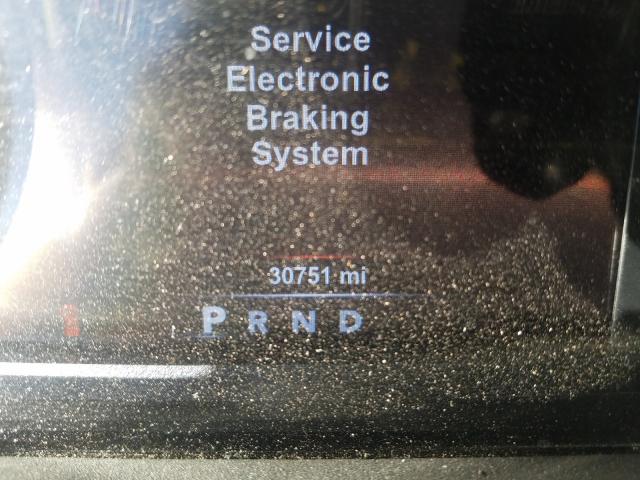 Service
Electronic
Braking
System
30751 mi
P R N D